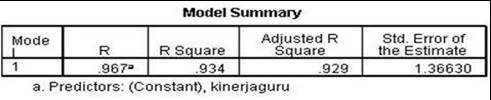 Model Summary
Mode
l R R Square Adjusted R Square Std. Error of the Estimate
1 .967a .934 .929 1.36630
a. Predictors: (Constant), kinerjaguru